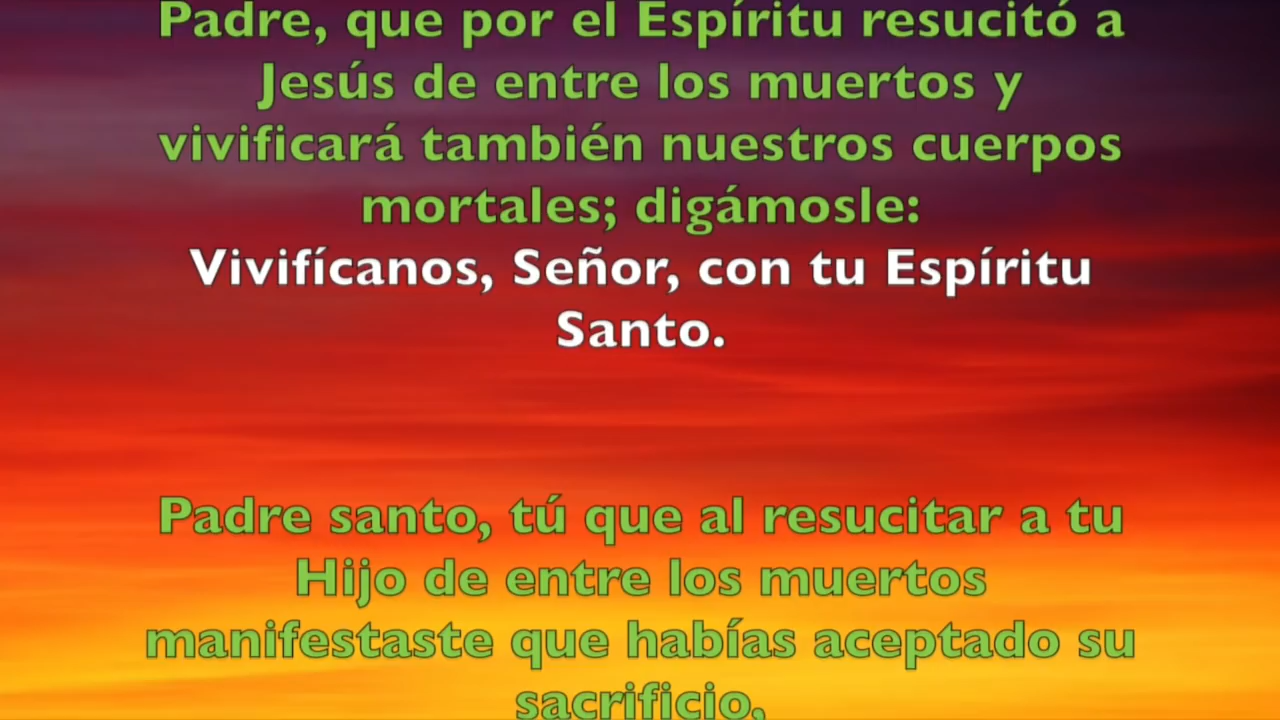 Padre, que por el Espíritu resucitó a
Jesús de entre los muertos y
vivificará también nuestros cuerpos
mortales; digámosle:
Vivifícanos, Señor, con tu Espíritu
Santo.
Padre santo, tú que al resucitar a tu
Hijo de entre los muertos
manifestaste que habías aceptado su
sacrificio,